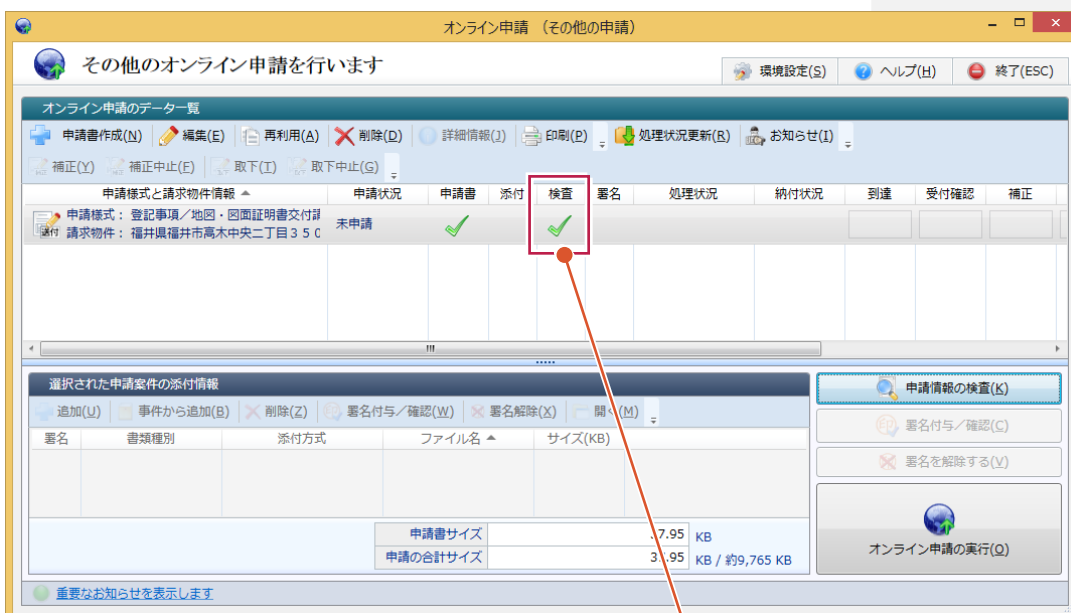 オンライン申請 （その他の申請）
その他のオンライン申請を行います
環境設定(S) ヘルプ(H) 終了(ESC)
オンライン申請のデータ一覧
申請書作成(N) 編集(E) 再利用(A) 削除(D) 詳細情報(J) 印刷(P) 処理状況更新(R) お知らせ(I)
補正(Y) 補正中止(F) 取下(T) 取下中止(G)
申請様式と請求物件情報 申請状況 申請書 添付 検査 署名 処理状況 納付状況 到達 受付確認 補正
申請様式： 登記事項／地図・図面証明書交付請 未申請
請求物件： 福井県福井市高木中央二丁目３５０
選択された申請案件の添付情報
追加(U) 事件から追加(B) 削除(Z) 署名付与／確認(W) 署名解除(X) 開く(M)
署名 書類種別 添付方式 ファイル名 サイズ(KB)
申請情報の検査(K)
署名付与／確認(C)
署名を解除する(V)
オンライン申請の実行(O)
申請書サイズ 37.95 KB
申請の合計サイズ 37.95 KB / 約9,765 KB
重要なお知らせを表示します